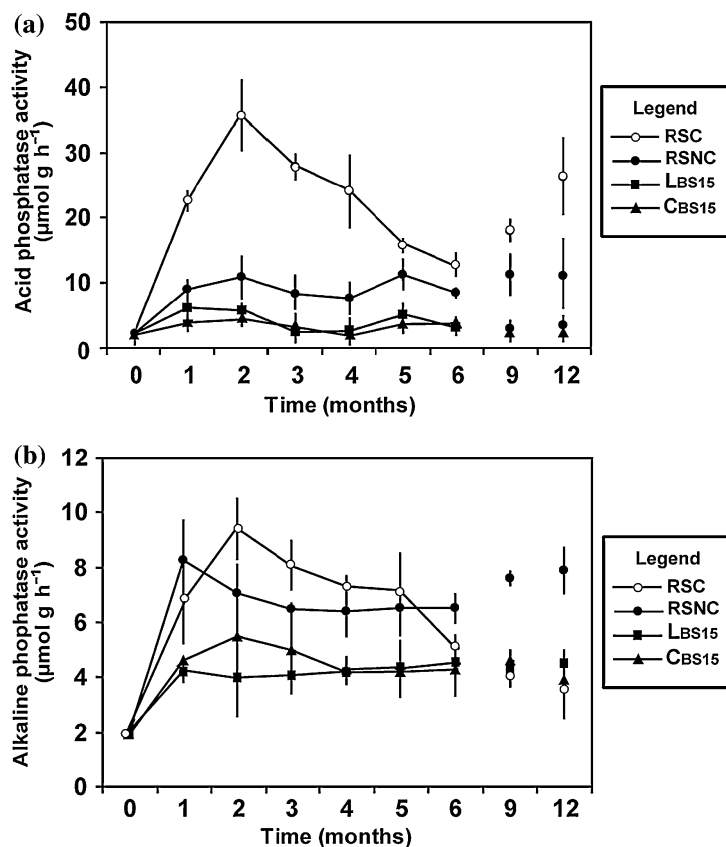 (a)
50
40
30
20
10
0
Acid phosphatase activity
(µmol g h⁻¹)
0 1 2 3 4 5 6 9 12
Time (months)
Legend
RSC
RSNC
LBS15
CBS15
(b)
12
10
8
6
4
2
0
Alkaline phophatase activity
(µmol g h⁻¹)
0 1 2 3 4 5 6 9 12
Time (months)
Legend
RSC
RSNC
LBS15
CBS15